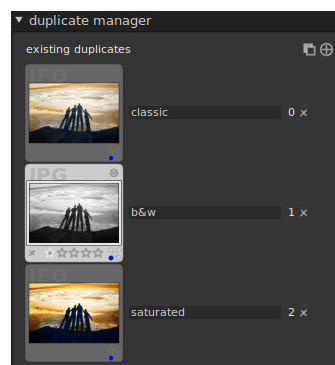 duplicate manager
existing duplicates
JPG
classic 0
JPG
b&w 1
JPG
saturated 2